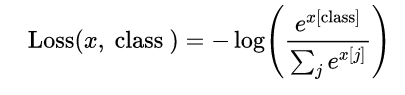 Loss(x, class ) = − log( e^{x[class]} / ∑_j e^{x[j]} )